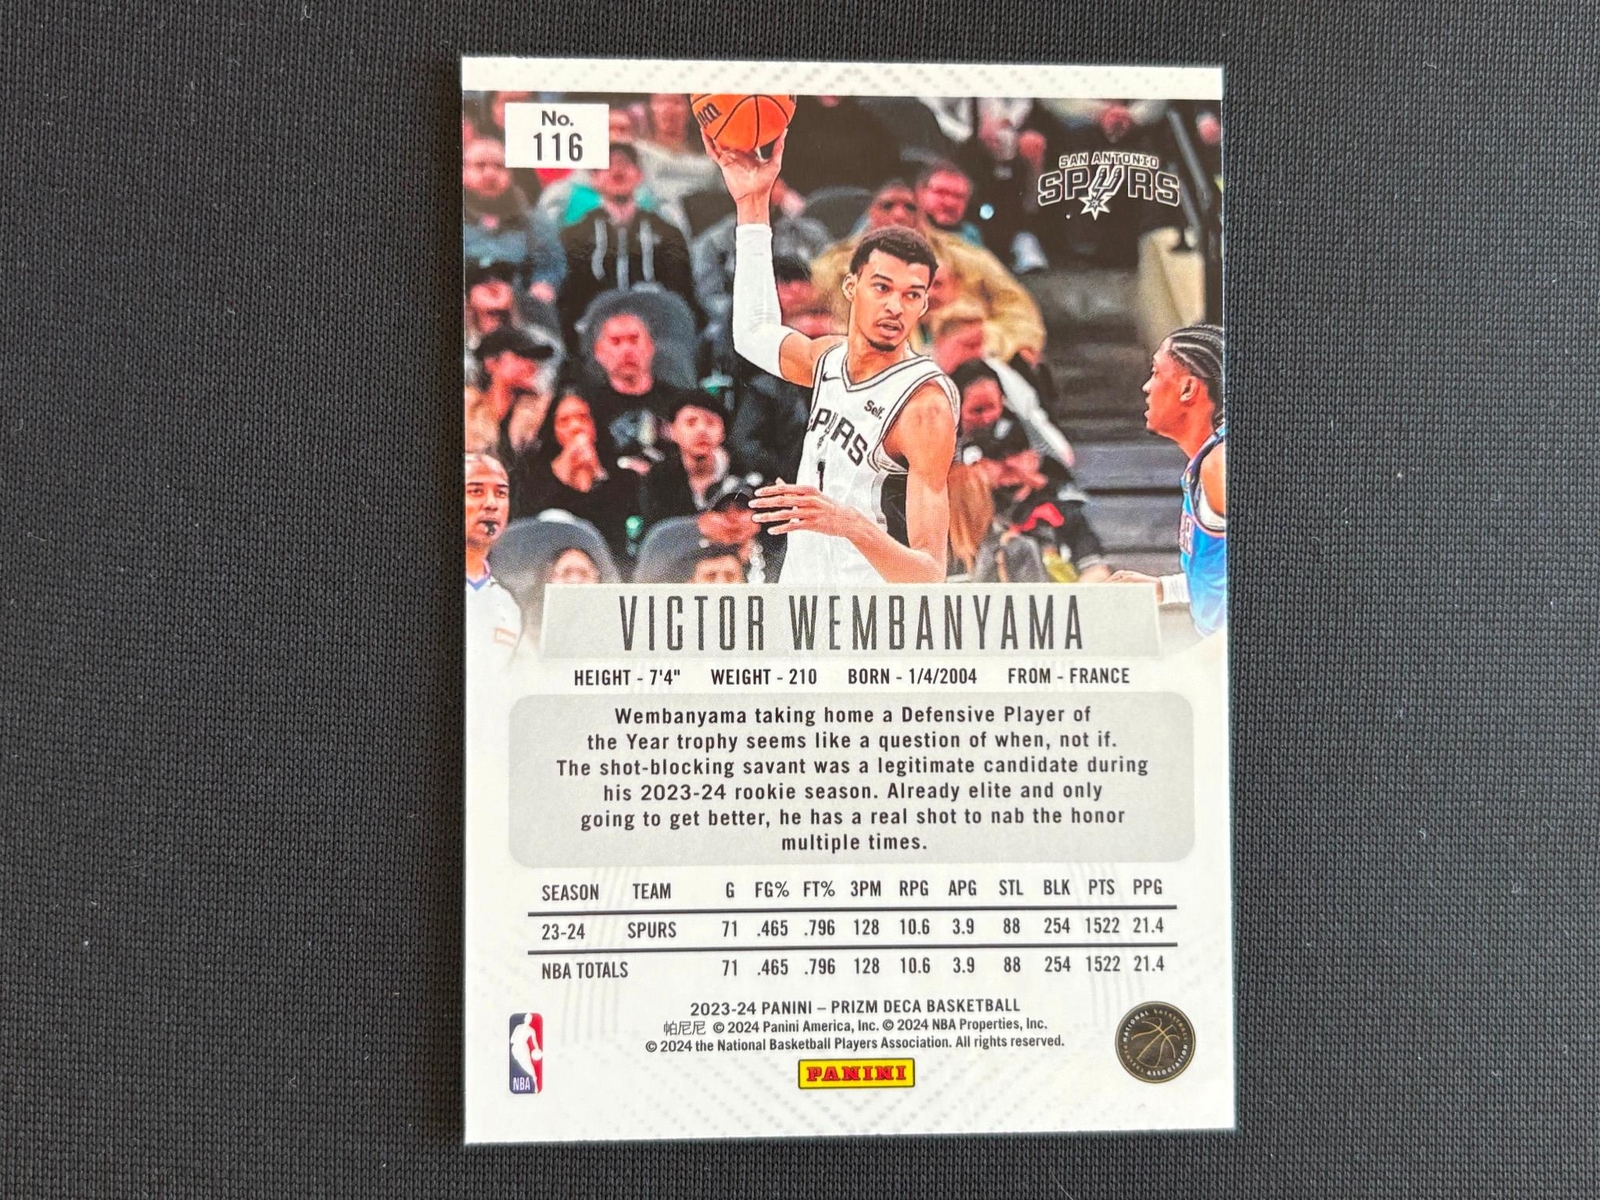 No.
116
SAN ANTONIO
SPURS
Self.
SPURS
1
VICTOR WEMBANYAMA
HEIGHT - 7'4" WEIGHT - 210 BORN - 1/4/2004 FROM - FRANCE
Wembanyama taking home a Defensive Player of
the Year trophy seems like a question of when, not if.
The shot-blocking savant was a legitimate candidate during
his 2023-24 rookie season. Already elite and only
going to get better, he has a real shot to nab the honor
multiple times.
SEASON TEAM G FG% FT% 3PM RPG APG STL BLK PTS PPG
23-24 SPURS 71 .465 .796 128 10.6 3.9 88 254 1522 21.4
NBA TOTALS 71 .465 .796 128 10.6 3.9 88 254 1522 21.4
2023-24 PANINI – PRIZM DECA BASKETBALL
帕尼尼 © 2024 Panini America, Inc. © 2024 NBA Properties, Inc.
© 2024 the National Basketball Players Association. All rights reserved.
NBA
PANINI
NATIONAL BASKETBALL PLAYERS ASSOCIATION